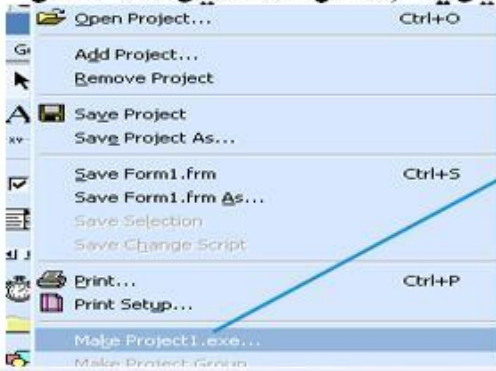 Open Project... Ctrl+O
Add Project...
Remove Project
Save Project
Save Project As...
Save Form1.frm Ctrl+S
Save Form1.frm As...
Save Selection
Save Change Script
Print... Ctrl+P
Print Setup...
Make Project1.exe...
Make Project Group